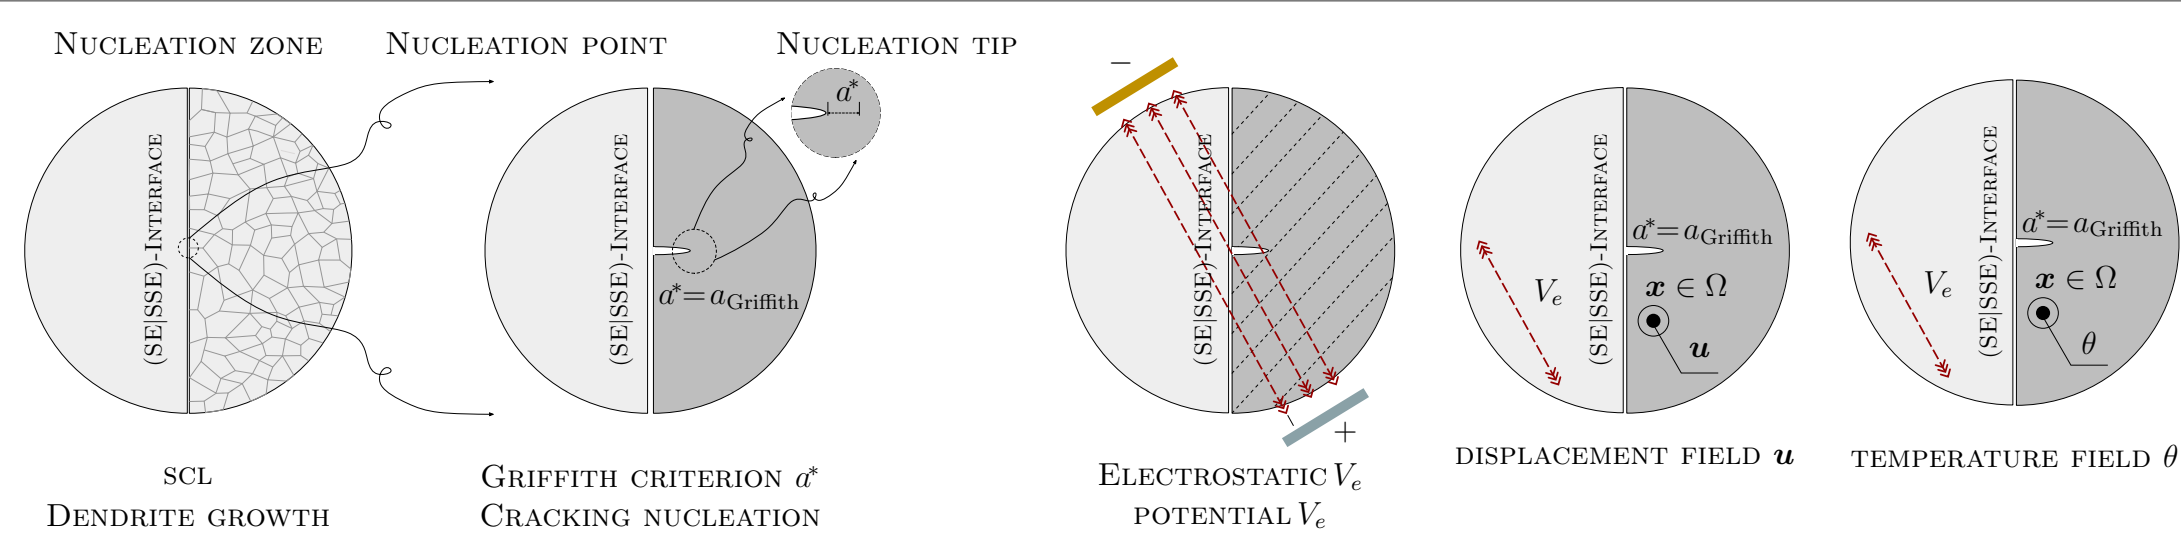 Nucleation zone
Nucleation point
Nucleation tip
(SE|SSE)-Interface
scl
Dendrite growth
(SE|SSE)-Interface
a*
a*=aGriffith
Griffith criterion a*
Cracking nucleation
−
(SE|SSE)-Interface
+
Electrostatic Ve
potential Ve
(SE|SSE)-Interface
a*=aGriffith
Ve
x ∈ Ω
u
displacement field u
(SE|SSE)-Interface
a*=aGriffith
Ve
x ∈ Ω
θ
temperature field θ